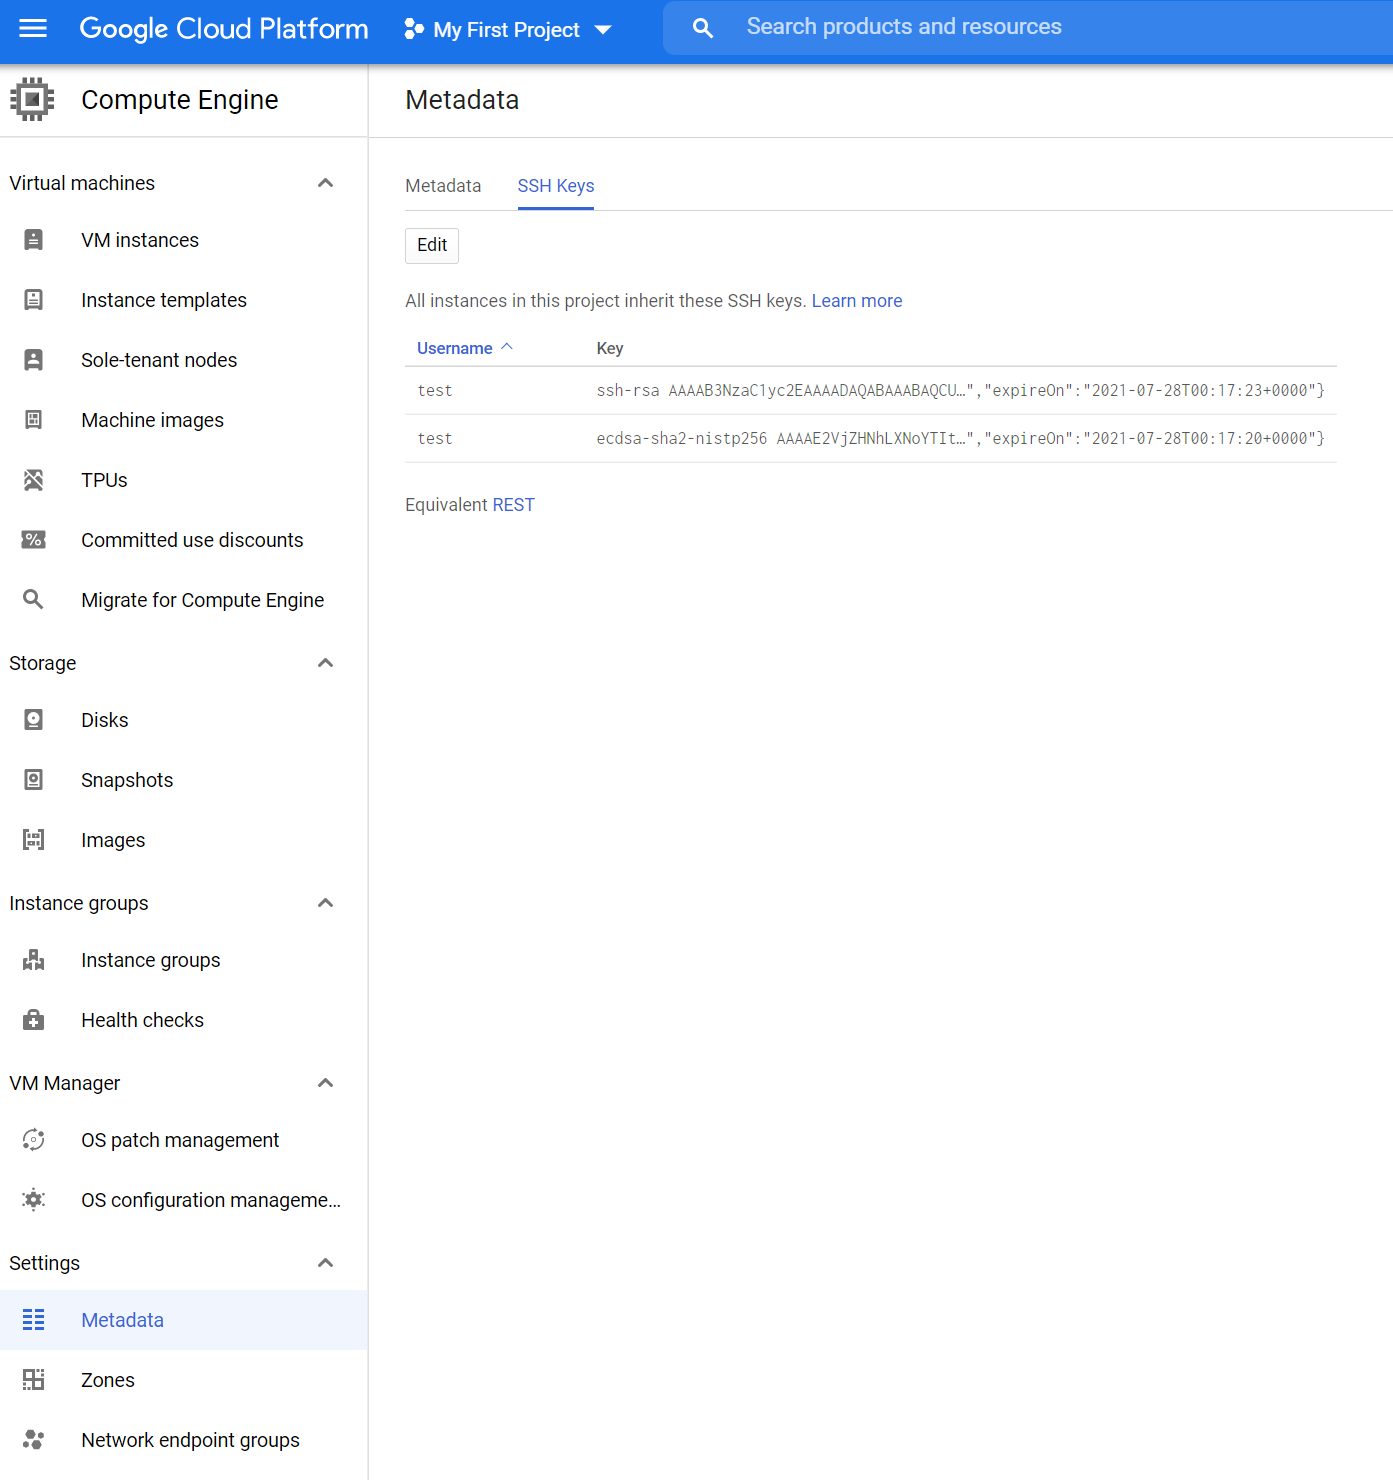 Google Cloud Platform
My First Project
Search products and resources
Compute Engine
Metadata
Virtual machines
VM instances
Instance templates
Sole-tenant nodes
Machine images
TPUs
Committed use discounts
Migrate for Compute Engine
Storage
Disks
Snapshots
Images
Instance groups
Instance groups
Health checks
VM Manager
OS patch management
OS configuration manageme...
Settings
Metadata
Zones
Network endpoint groups
Metadata SSH Keys
Edit
All instances in this project inherit these SSH keys. Learn more
Username Key
test ssh-rsa AAAAB3NzaC1yc2EAAAADAQABAAABAQCU…","expireOn":"2021-07-28T00:17:23+0000"}
test ecdsa-sha2-nistp256 AAAAE2VjZHNhLXNoYTIt…","expireOn":"2021-07-28T00:17:20+0000"}
Equivalent REST